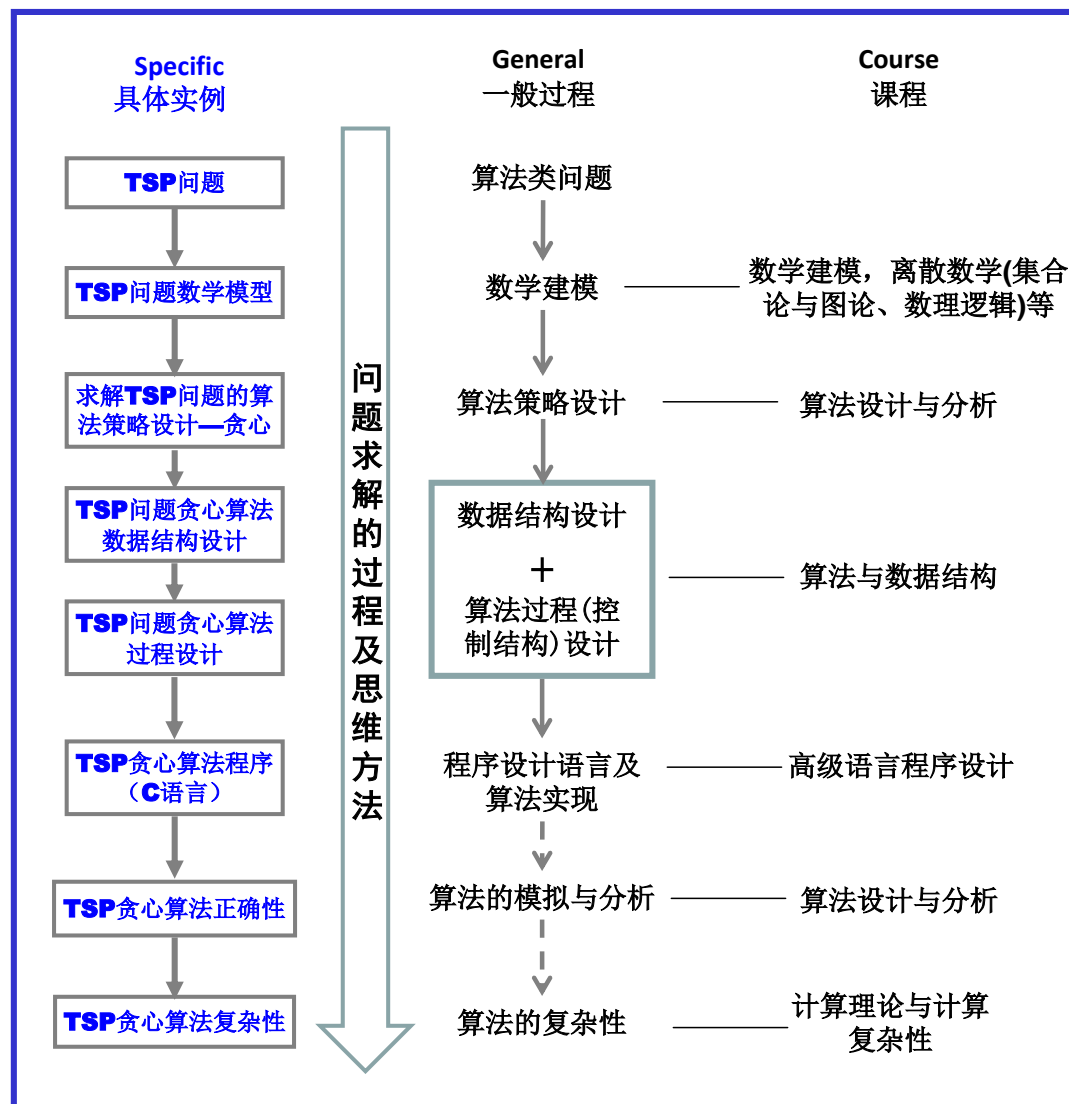 Specific
具体实例
General
一般过程
Course
课程
TSP问题
算法类问题
TSP问题数学模型
数学建模
数学建模，离散数学(集合
论与图论、数理逻辑)等
求解TSP问题的算
法策略设计—贪心
算法策略设计
算法设计与分析
TSP问题贪心算法
数据结构设计
数据结构设计
+
算法过程(控
制结构)设计
算法与数据结构
TSP问题贪心算法
过程设计
TSP贪心算法程序
（C语言）
程序设计语言及
算法实现
高级语言程序设计
TSP贪心算法正确性
算法的模拟与分析
算法设计与分析
TSP贪心算法复杂性
算法的复杂性
计算理论与计算
复杂性
问题求解的过程及思维方法